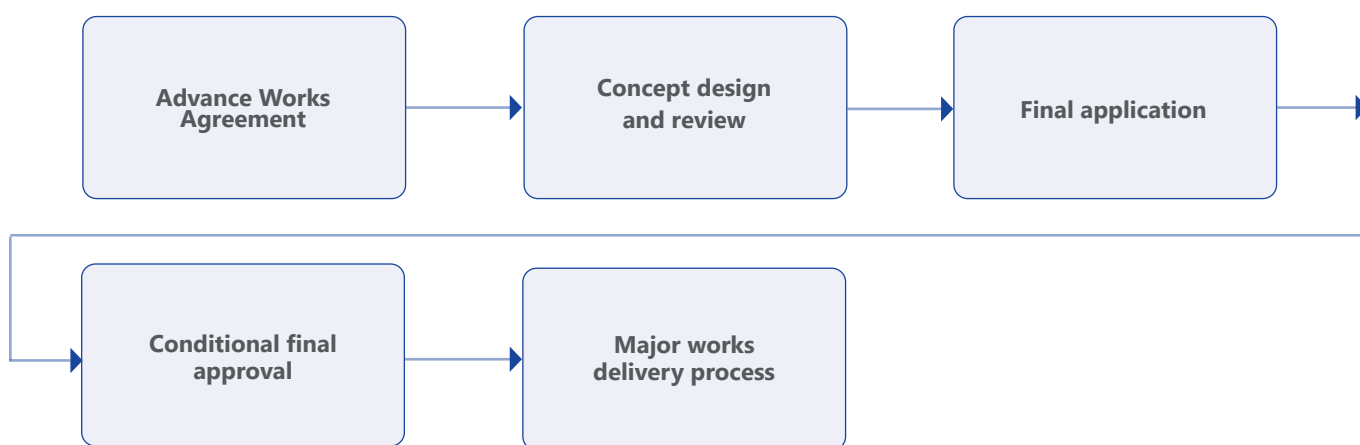 Advance Works
Agreement
Concept design
and review
Final application
Conditional final
approval
Major works
delivery process